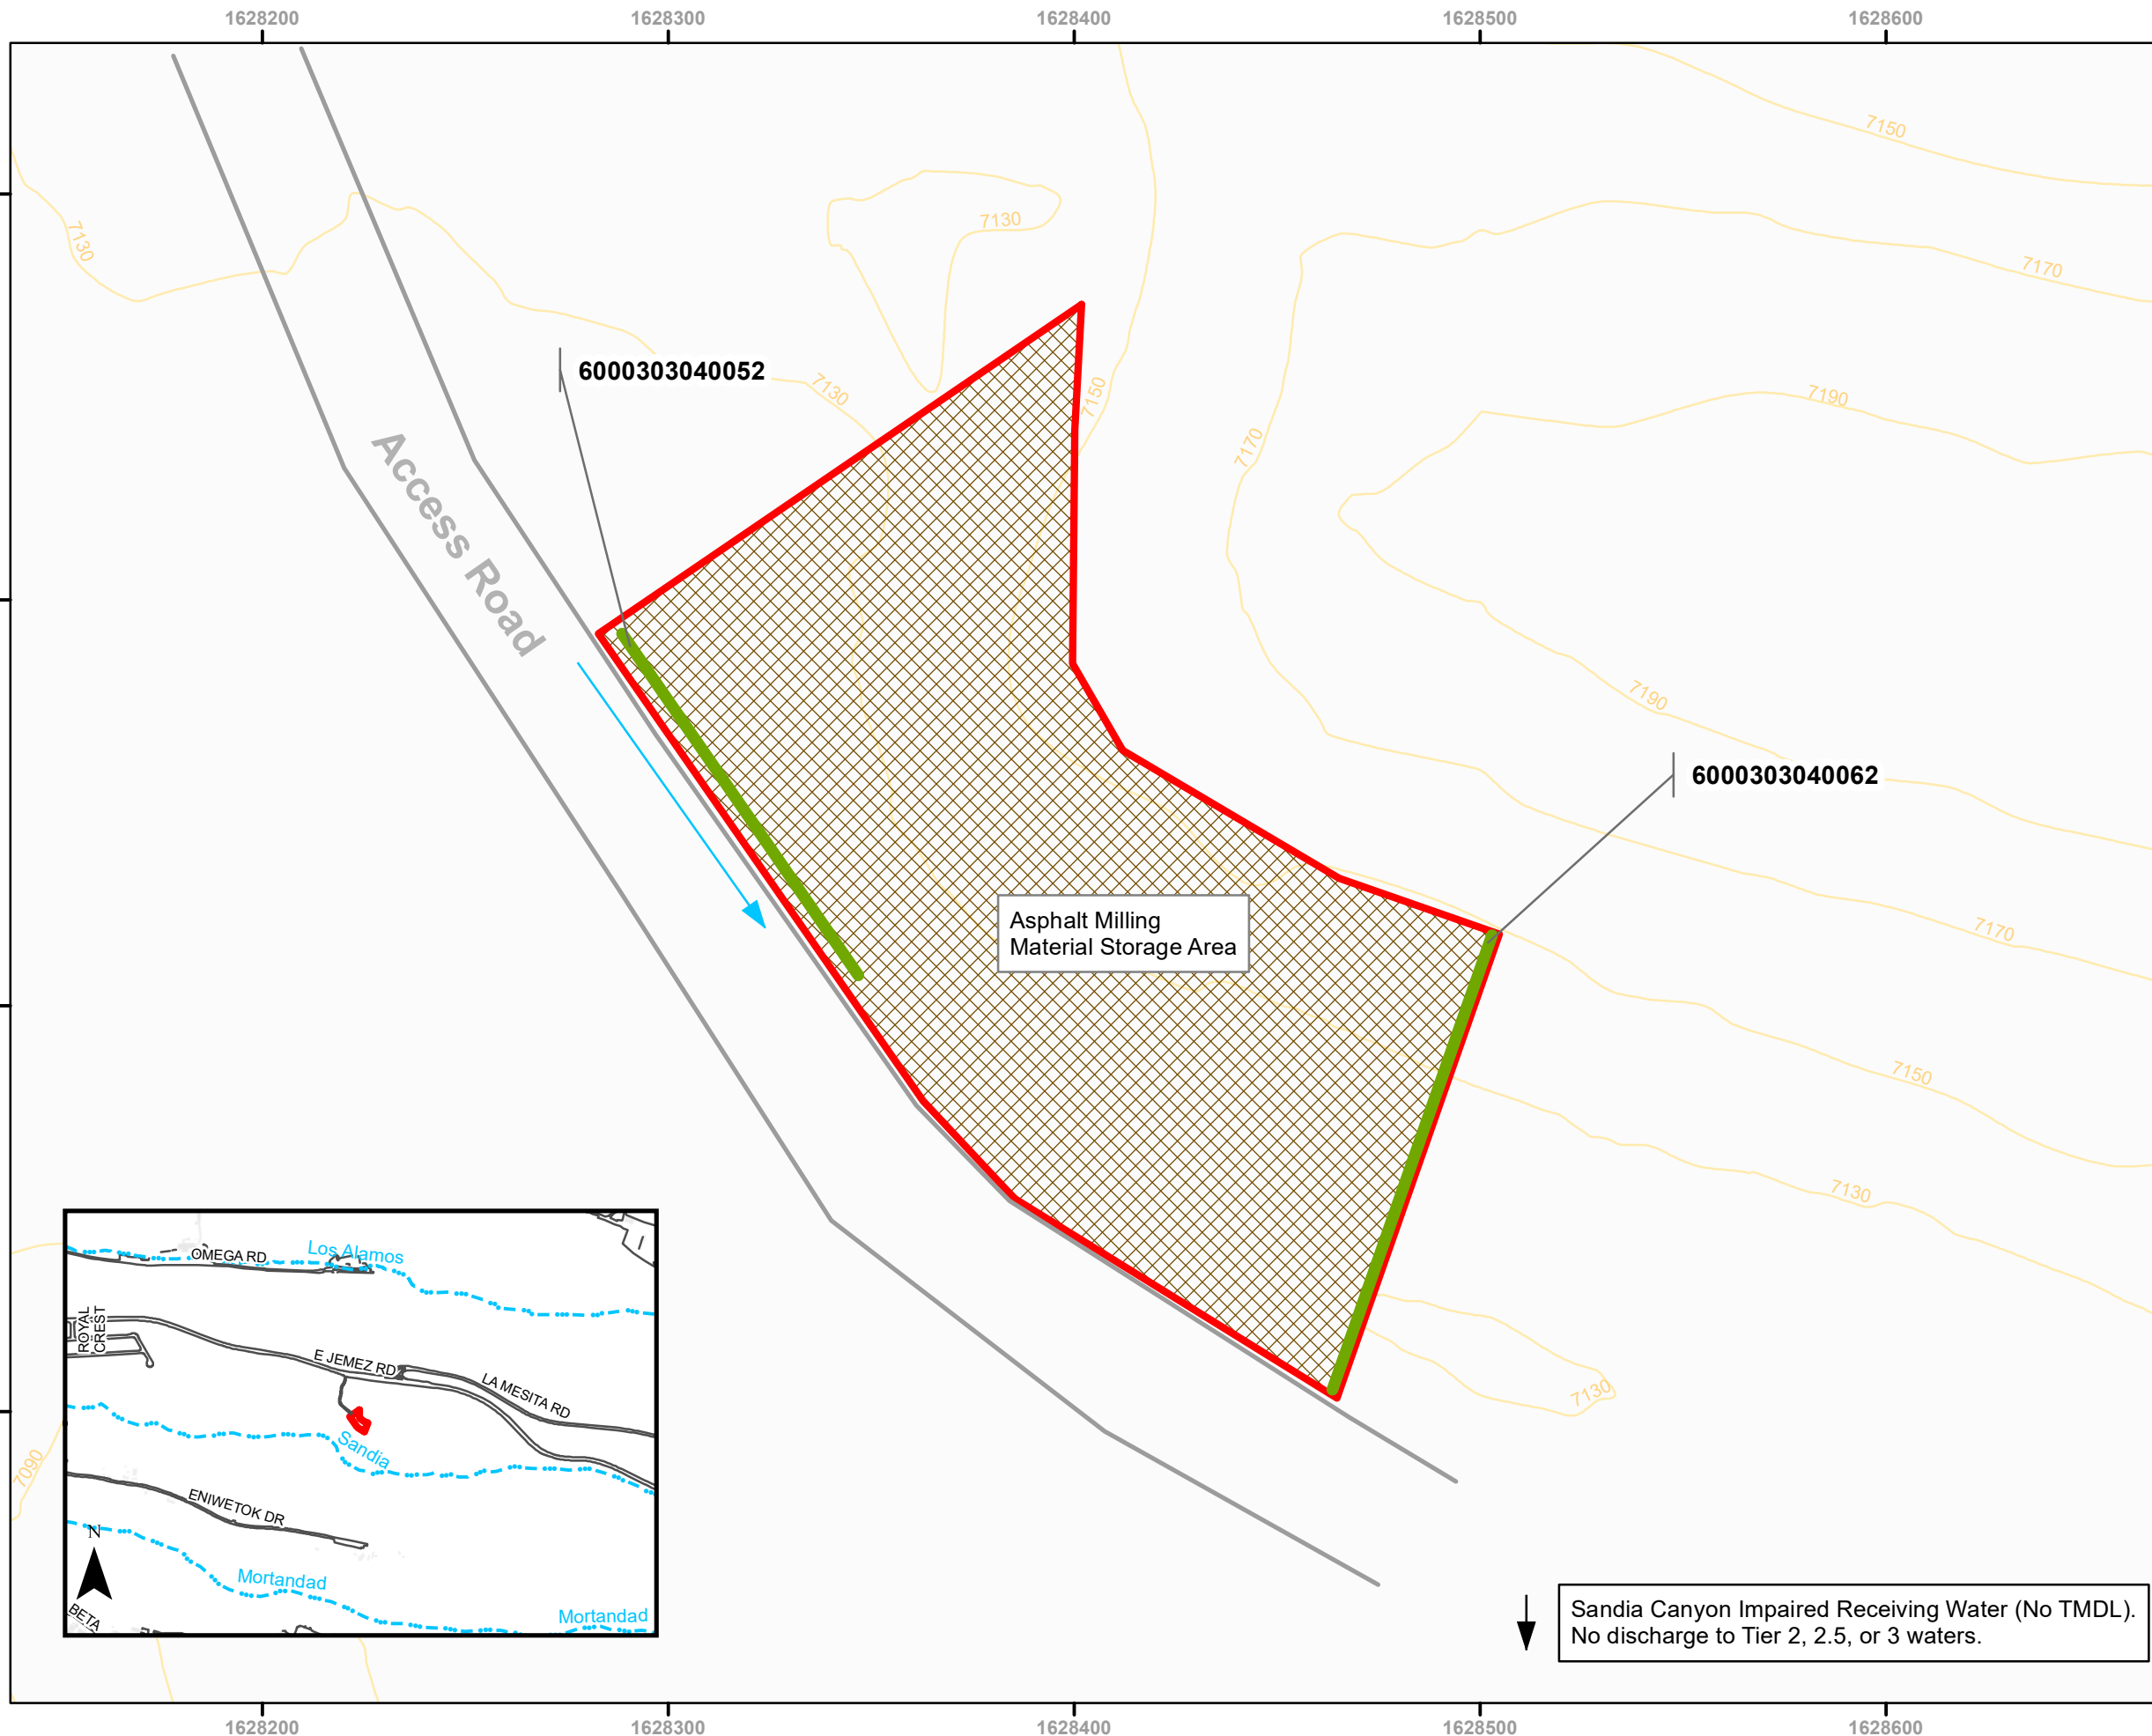 1628200
1628300
1628400
1628500
1628600
7150
7130
7130
7170
6000303040052
7130
7150
7190
7170
Access Road
7190
6000303040062
Asphalt Milling
Material Storage Area
7170
7150
7130
7130
7090
OMEGA RD
Los Alamos
ROYAL
CREST
E JEMEZ RD
LA MESITA RD
Sandia
ENIWETOK DR
N
Mortandad
BETA
Mortandad
Sandia Canyon Impaired Receiving Water (No TMDL).
No discharge to Tier 2, 2.5, or 3 waters.
1628200
1628300
1628400
1628500
1628600